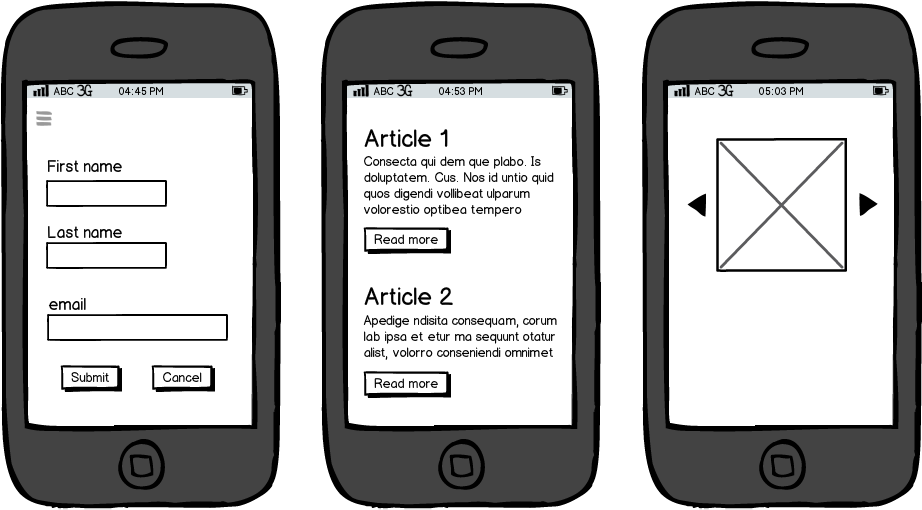 ABC 3G 04:45 PM
First name
Last name
email
Submit Cancel
ABC 3G 04:53 PM
Article 1
Consecta qui dem que plabo. Is
doluptatem. Cus. Nos id untio quid
quos digendi vollibeat ulparum
volorestio optibea tempero
Read more
Article 2
Apedige ndisita consequam, corum
lab ipsa et etur ma sequunt otatur
alist, volorro conseniendi omnimet
Read more
ABC 3G 05:03 PM